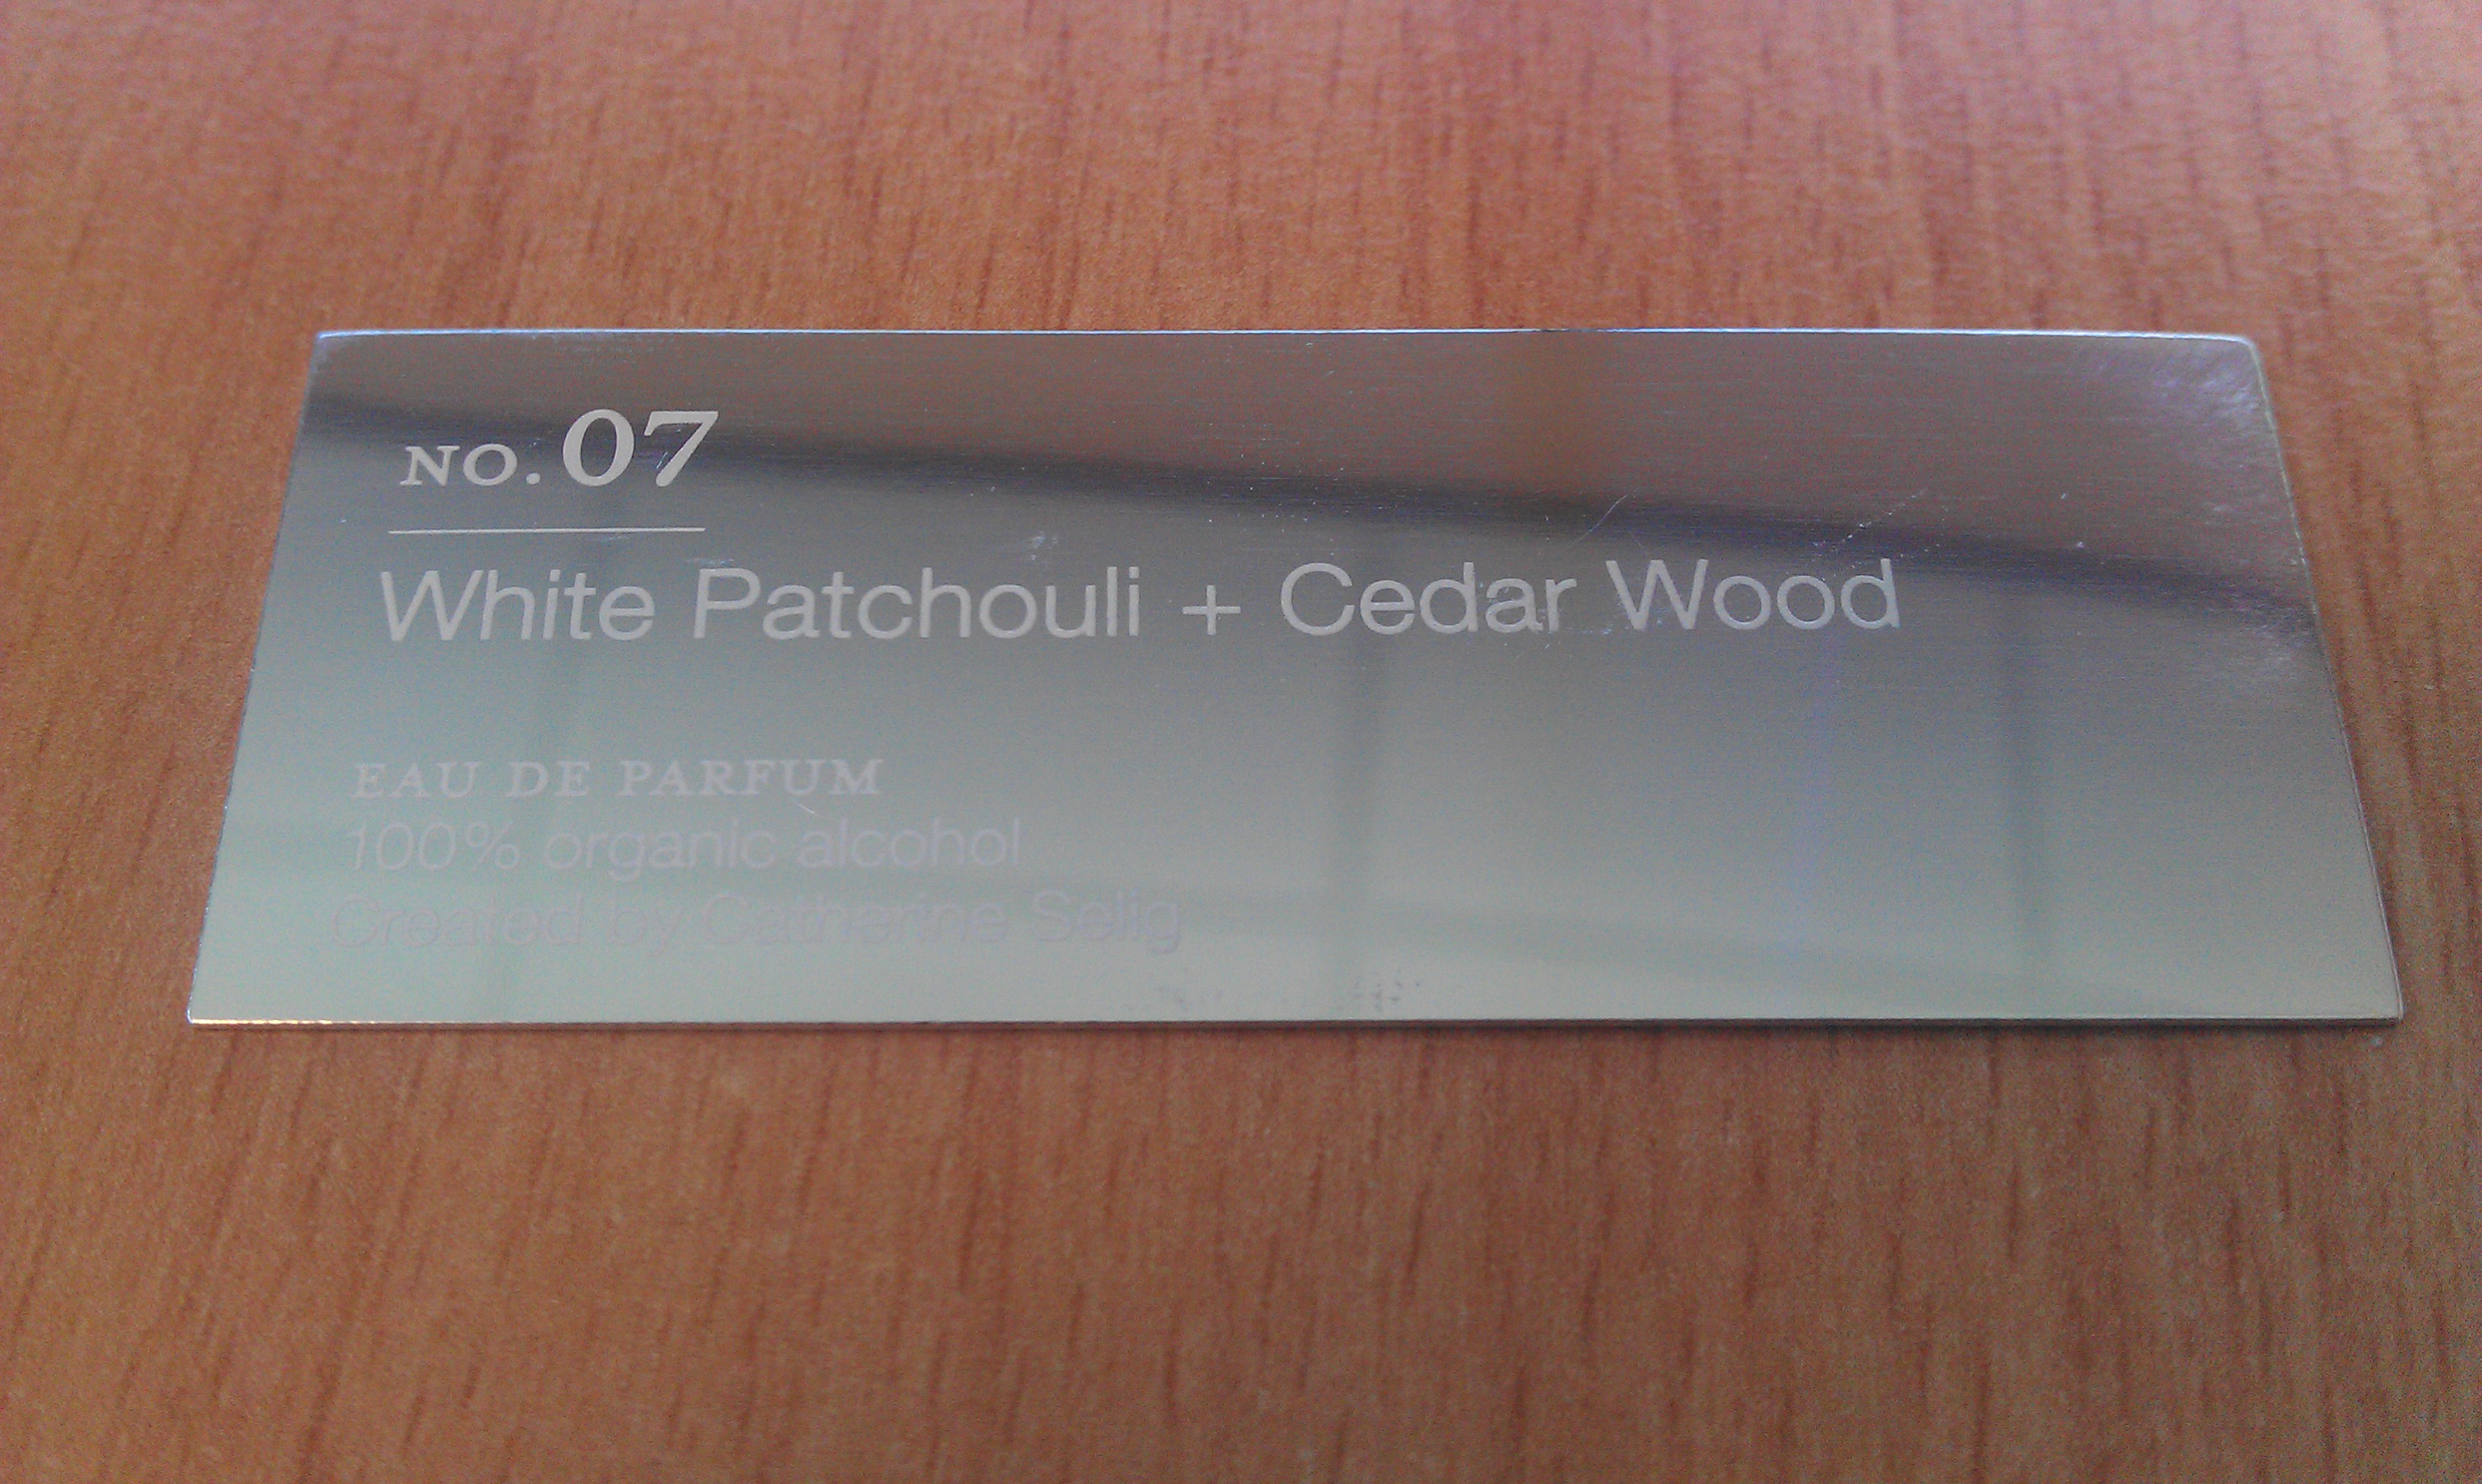 NO. 07
White Patchouli + Cedar Wood
EAU DE PARFUM
100% organic alcohol
Created by Catherine Selig